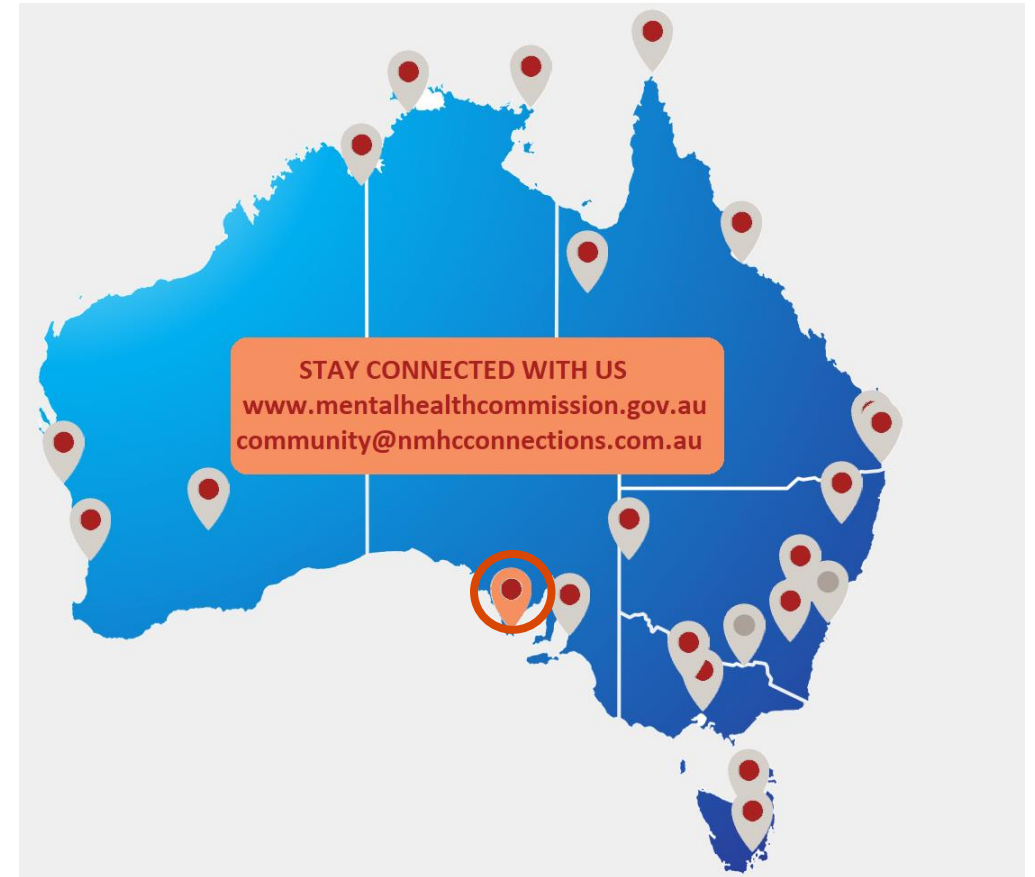 STAY CONNECTED WITH US
www.mentalhealthcommission.gov.au
community@nmhcconnections.com.au